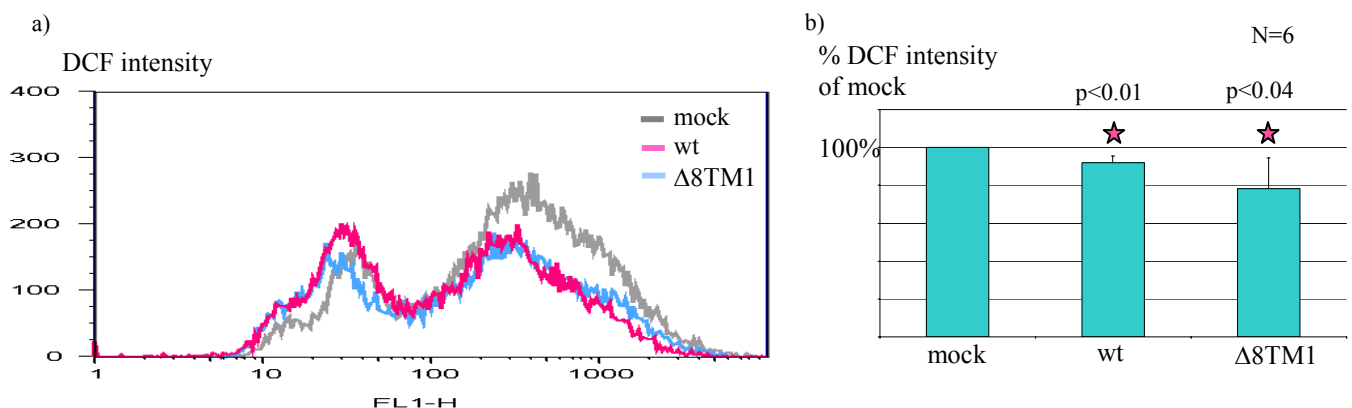 a)
DCF intensity
400
300
200
100
0
mock
wt
Δ8TM1
1
10
100
1000
FL1-H
b)
N=6
% DCF intensity
of mock
p<0.01
p<0.04
100%
mock
wt
Δ8TM1